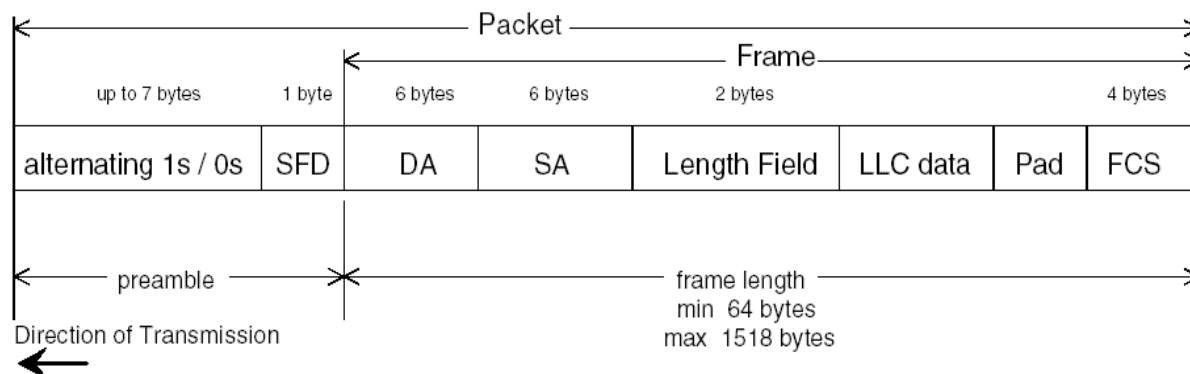 Packet
Frame
up to 7 bytes 1 byte 6 bytes 6 bytes 2 bytes 4 bytes
alternating 1s / 0s SFD DA SA Length Field LLC data Pad FCS
preamble frame length
min 64 bytes
max 1518 bytes
Direction of Transmission